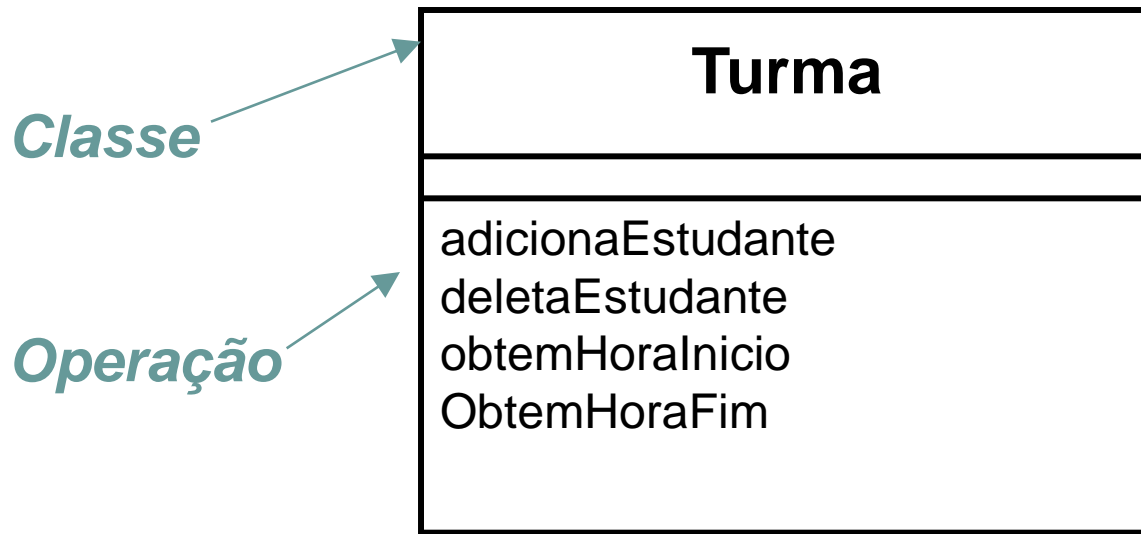 Turma
Classe
adicionaEstudante
deletaEstudante
obtemHoraInicio
Operação
ObtemHoraFim